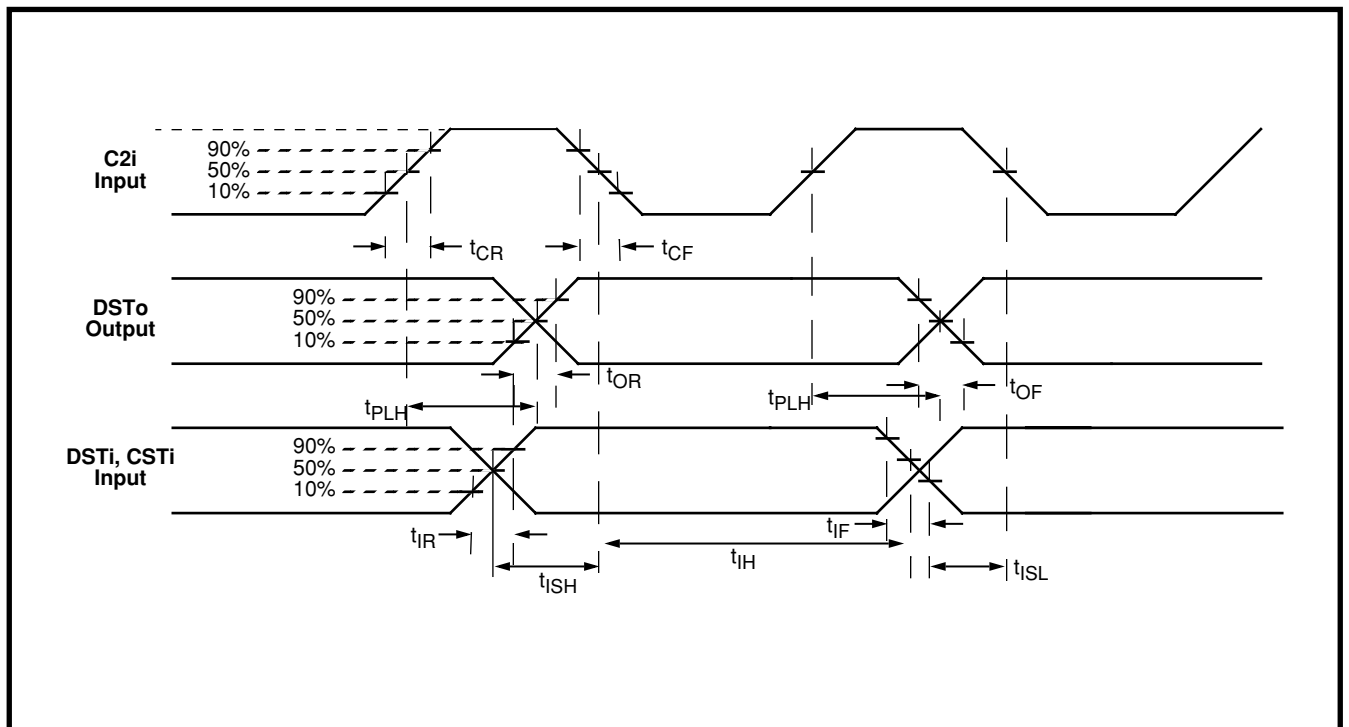 C2i
Input
90%
50%
10%
tCR
tCF
DSTo
Output
90%
50%
10%
tOR
tOF
tPLH
tPLH
DSTi, CSTi
Input
90%
50%
10%
tIR
tIF
tISH
tIH
tISL